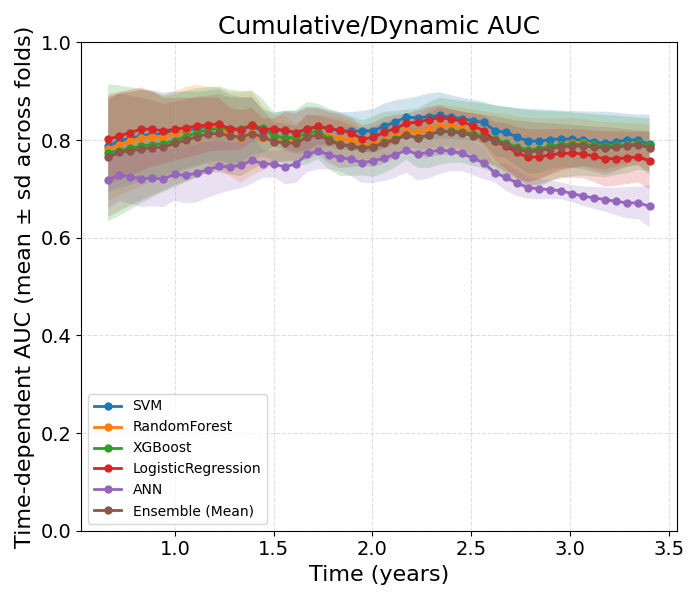 Cumulative/Dynamic AUC
Time-dependent AUC (mean ± sd across folds)
1.0
0.8
0.6
0.4
0.2
0.0
SVM
RandomForest
XGBoost
LogisticRegression
ANN
Ensemble (Mean)
1.0 1.5 2.0 2.5 3.0 3.5
Time (years)